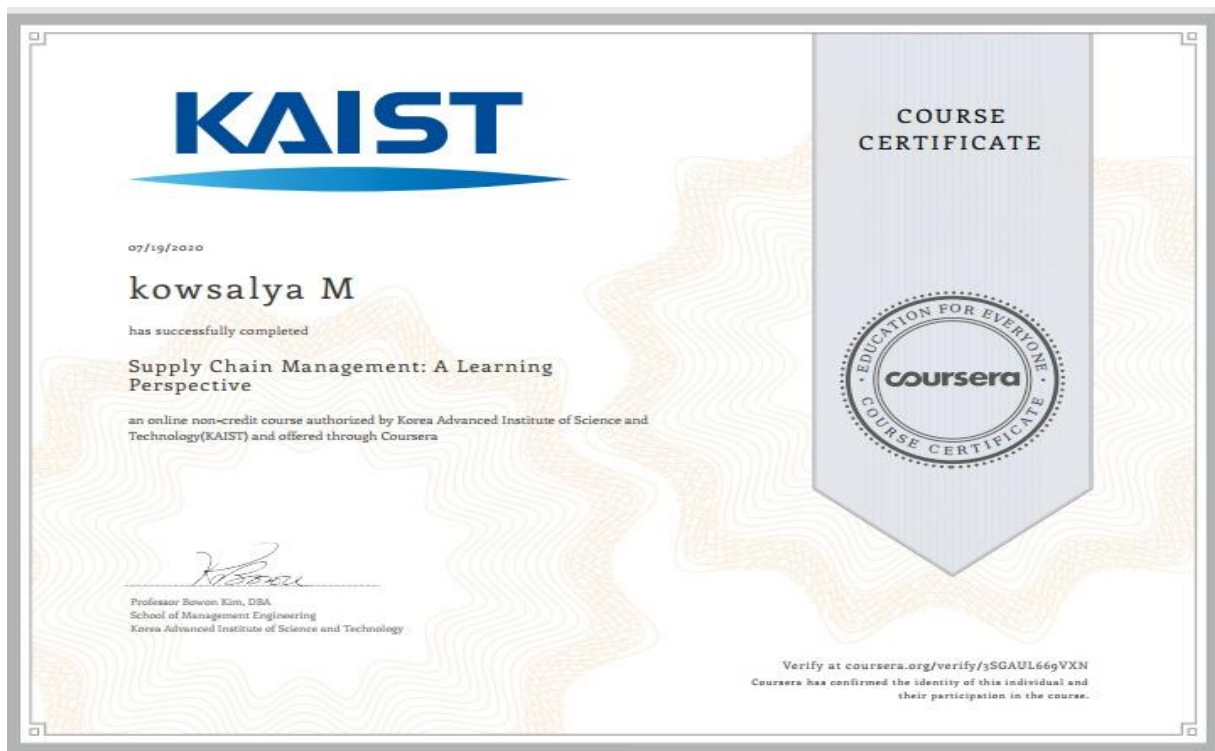 KAIST
07/19/2020
kowsalya M
has successfully completed
Supply Chain Management: A Learning
Perspective
an online non-credit course authorized by Korea Advanced Institute of Science and
Technology(KAIST) and offered through Coursera
Professor Bowon Kim, DBA
School of Management Engineering
Korea Advanced Institute of Science and Technology
COURSE
CERTIFICATE
EDUCATION FOR EVERYONE
coursera
COURSE CERTIFICATE
Verify at coursera.org/verify/3SGAUL669VXN
Coursera has confirmed the identity of this individual and
their participation in the course.